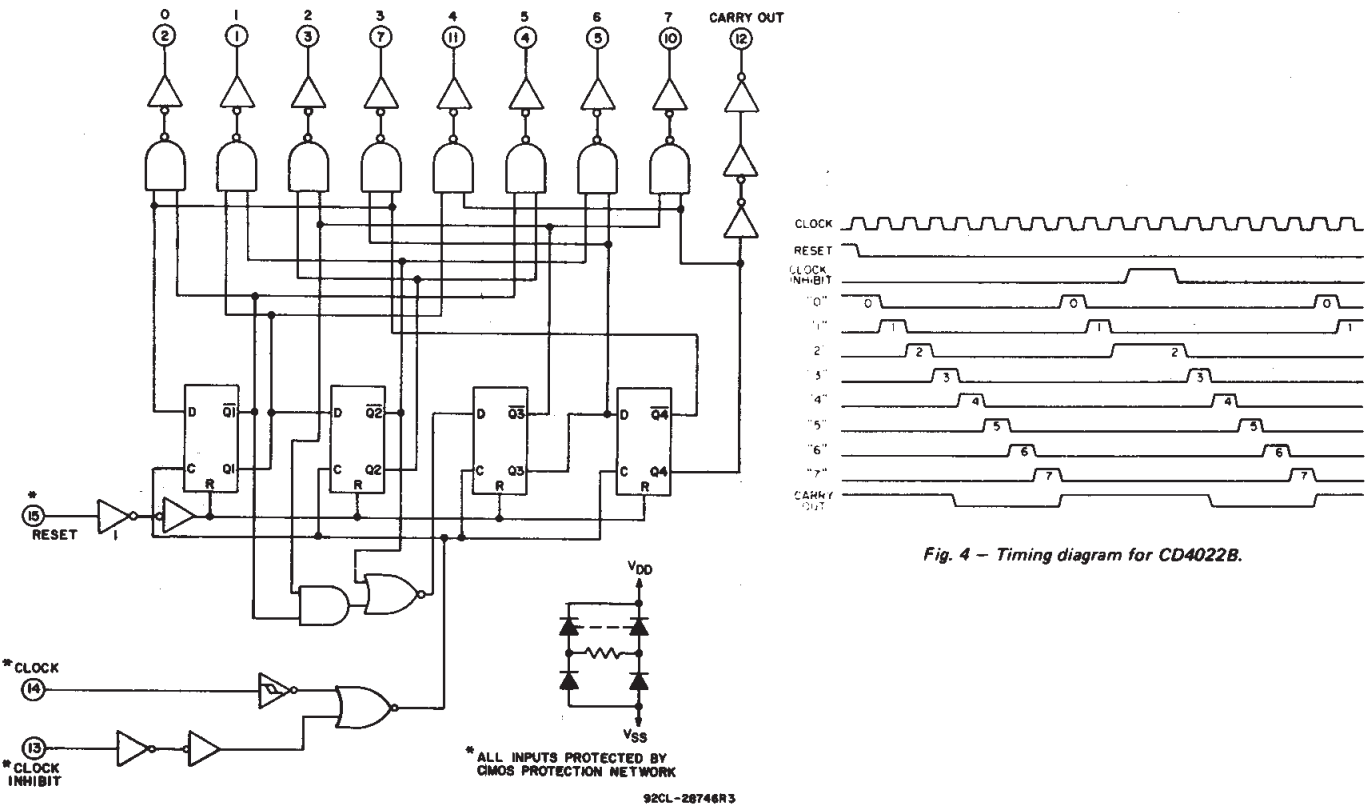 0 1 2 3 4 5 6 7 CARRY OUT
2 1 3 7 11 4 5 10 12
D Q1 D Q2 D Q3 D Q4
C Q1 C Q2 C Q3 C Q4
R R R R
*
15
RESET
1
*CLOCK
14
13
*CLOCK
INHIBIT
VDD
VSS
*ALL INPUTS PROTECTED BY
CMOS PROTECTION NETWORK
92CL-28746R3
CLOCK
RESET
CLOCK
INHIBIT
"0" 0 0 0
"1" 1 1 1
2" 2 2
"3" 3 3
"4" 4 4
"5" 5 5
"6" 6 6
"7" 7 7
CARRY
OUT
Fig. 4 – Timing diagram for CD4022B.